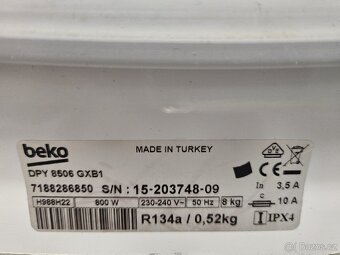 beko
MADE IN TURKEY
DPY 8506 GXB1
7188286850 S/N : 15-203748-09
In 3,5 A
H988H22 800 W 230-240 V~ 50 Hz 8 kg
10 A
R134a / 0,52kg
IPX4